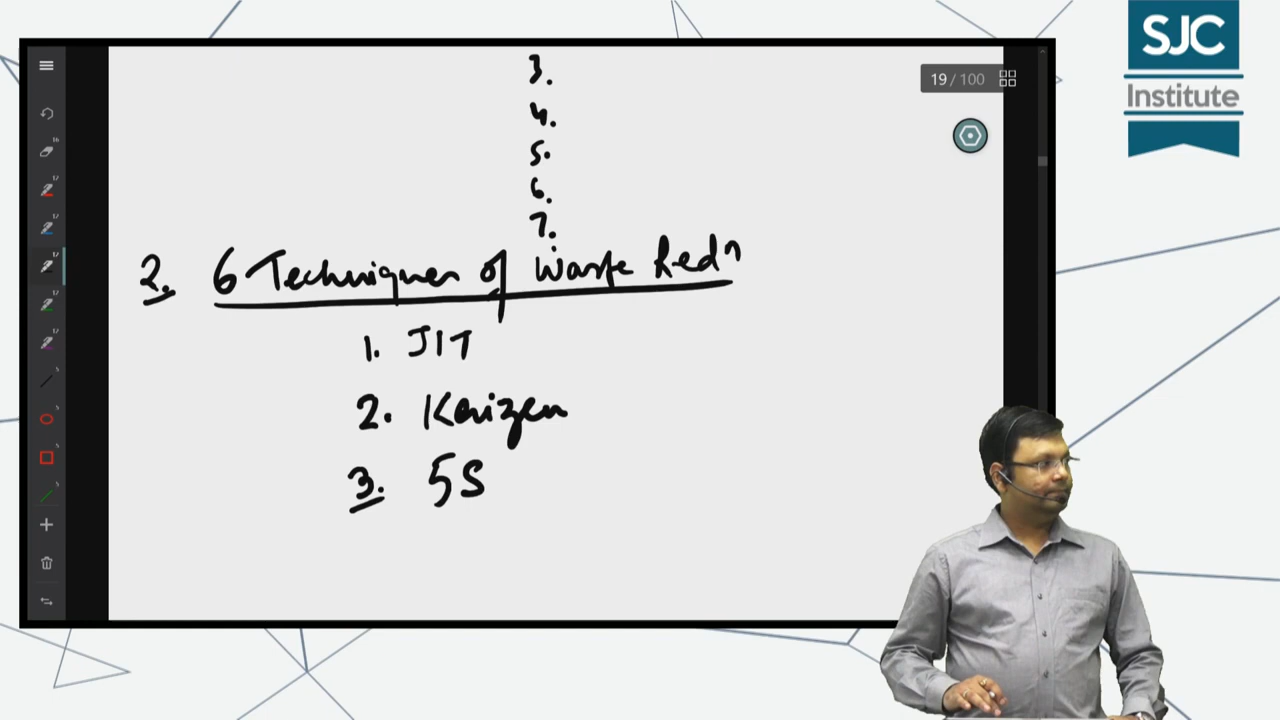 SJC
Institute
19 / 100
3.
4.
5.
6.
7.
2. 6 Techniques of Waste Redn
1. JIT
2. Kaizen
3. 5S